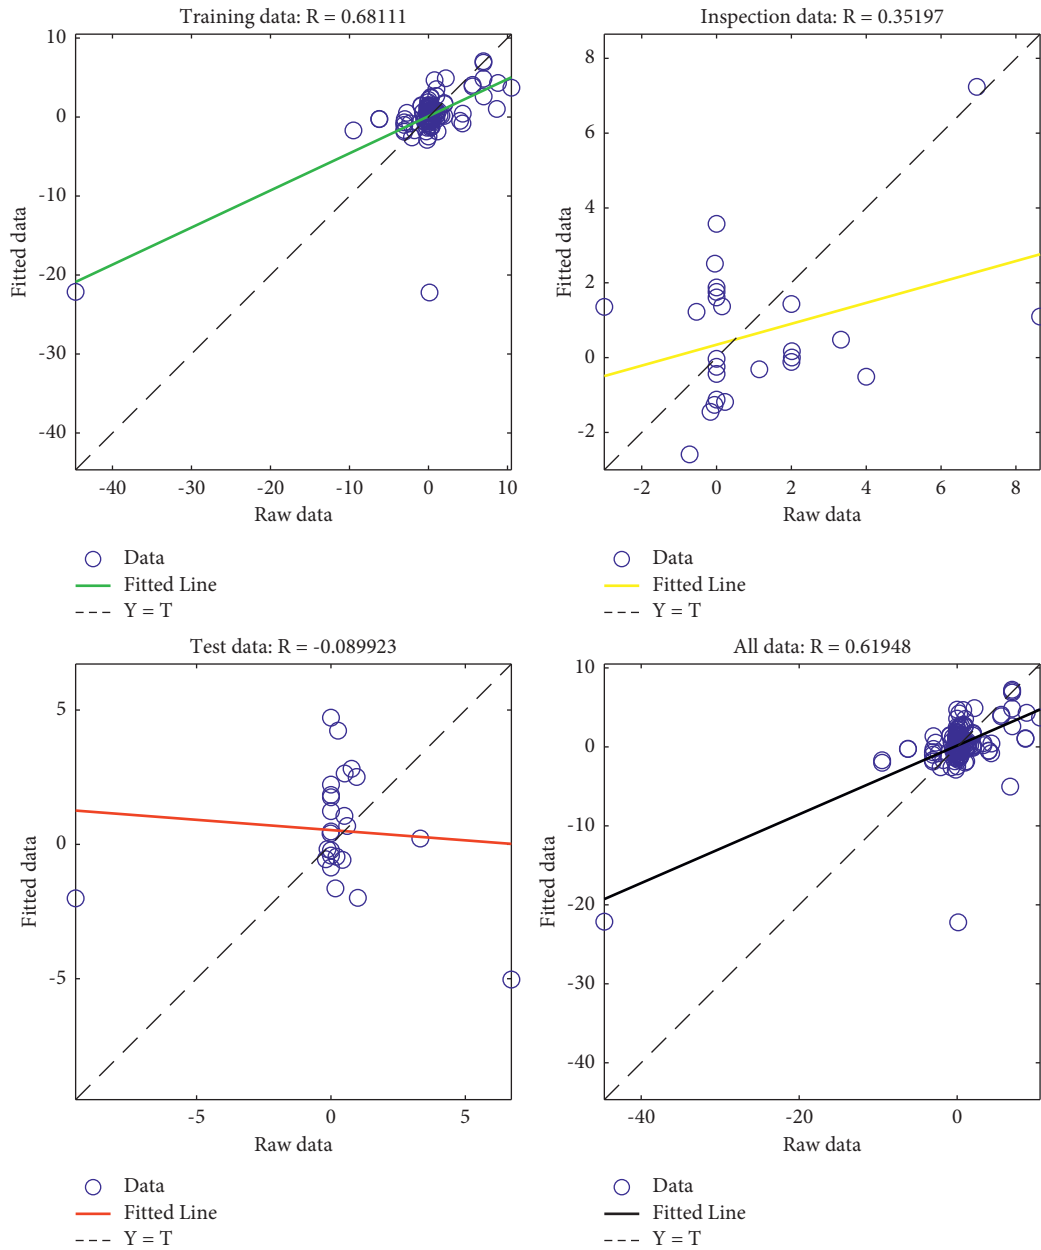 Training data: R = 0.68111
10
0
-10
-20
-30
-40
Fitted data
-40
-30
-20
-10
0
10
Raw data
Data
Fitted Line
Y = T
Inspection data: R = 0.35197
8
6
4
2
0
-2
Fitted data
-2
0
2
4
6
8
Raw data
Data
Fitted Line
Y = T
Test data: R = -0.089923
5
0
-5
Fitted data
-5
0
5
Raw data
Data
Fitted Line
Y = T
All data: R = 0.61948
10
0
-10
-20
-30
-40
Fitted data
-40
-20
0
Raw data
Data
Fitted Line
Y = T